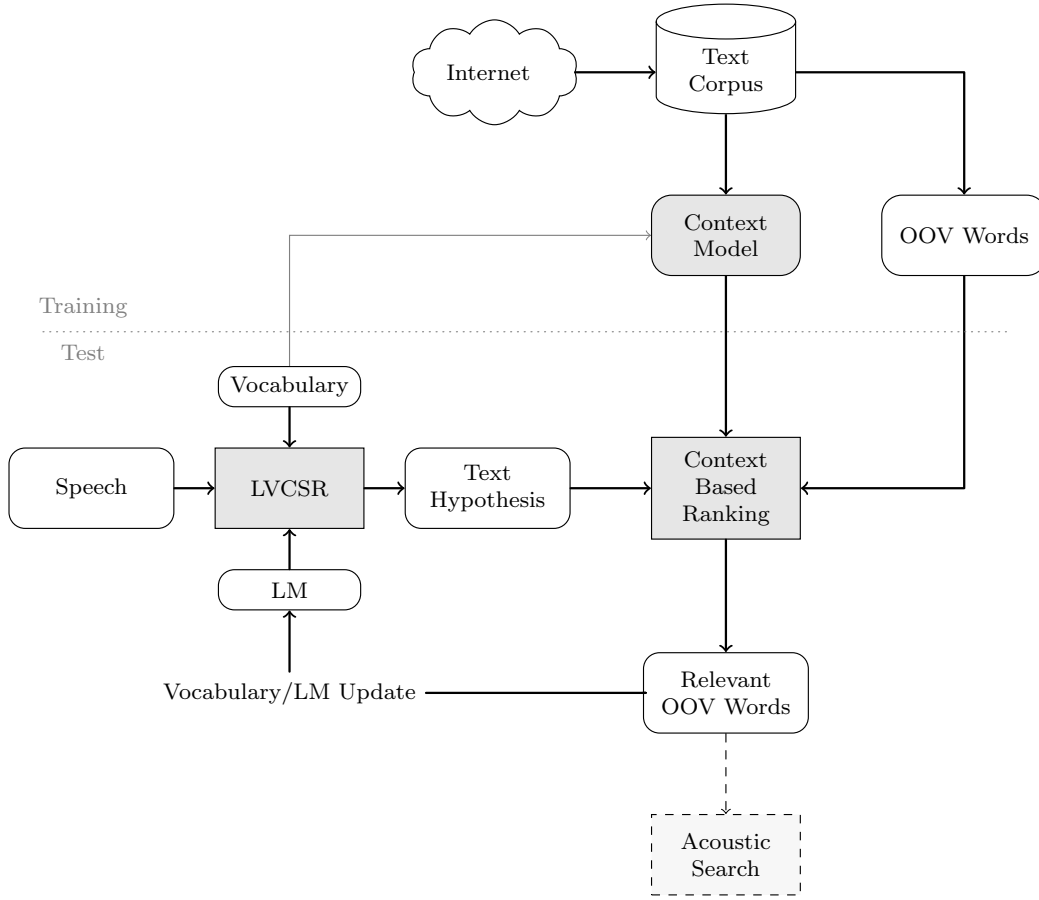 Internet
Text
Corpus
Context
Model
OOV Words
Training
Test
Vocabulary
Speech
LVCSR
Text
Hypothesis
Context
Based
Ranking
LM
Vocabulary/LM Update
Relevant
OOV Words
Acoustic
Search